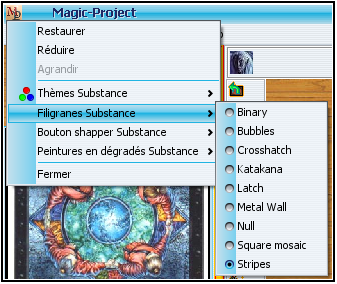 Magic-Project
Restaurer
Réduire
Agrandir
Thèmes Substance
Filigranes Substance
Bouton shapper Substance
Peintures en dégradés Substance
Fermer
Binary
Bubbles
Crosshatch
Katakana
Latch
Metal Wall
Null
Square mosaic
Stripes